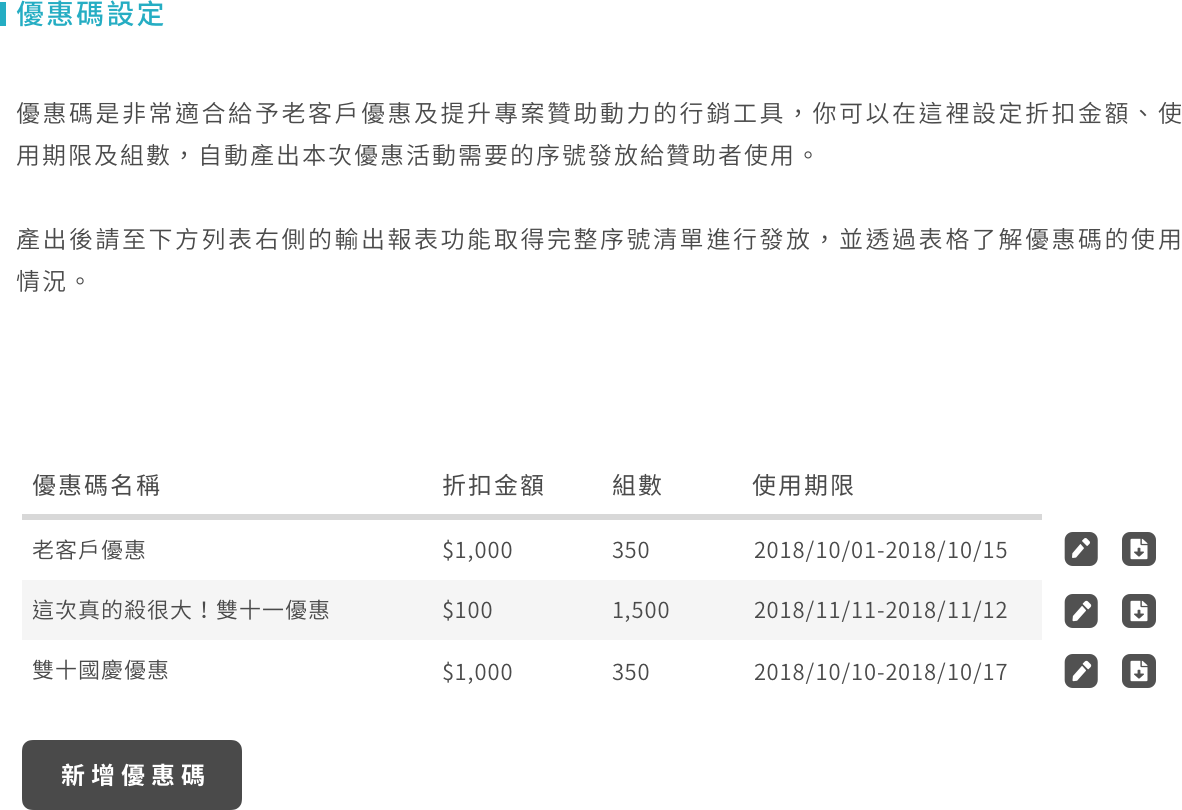 優惠碼設定
優惠碼是非常適合給予老客戶優惠及提升專案贊助動力的行銷工具，你可以在這裡設定折扣金額、使
用期限及組數，自動產出本次優惠活動需要的序號發放給贊助者使用。
產出後請至下方列表右側的輸出報表功能取得完整序號清單進行發放，並透過表格了解優惠碼的使用
情況。
優惠碼名稱 折扣金額 組數 使用期限
老客戶優惠 $1,000 350 2018/10/01-2018/10/15
這次真的殺很大！雙十一優惠 $100 1,500 2018/11/11-2018/11/12
雙十國慶優惠 $1,000 350 2018/10/10-2018/10/17
新增優惠碼